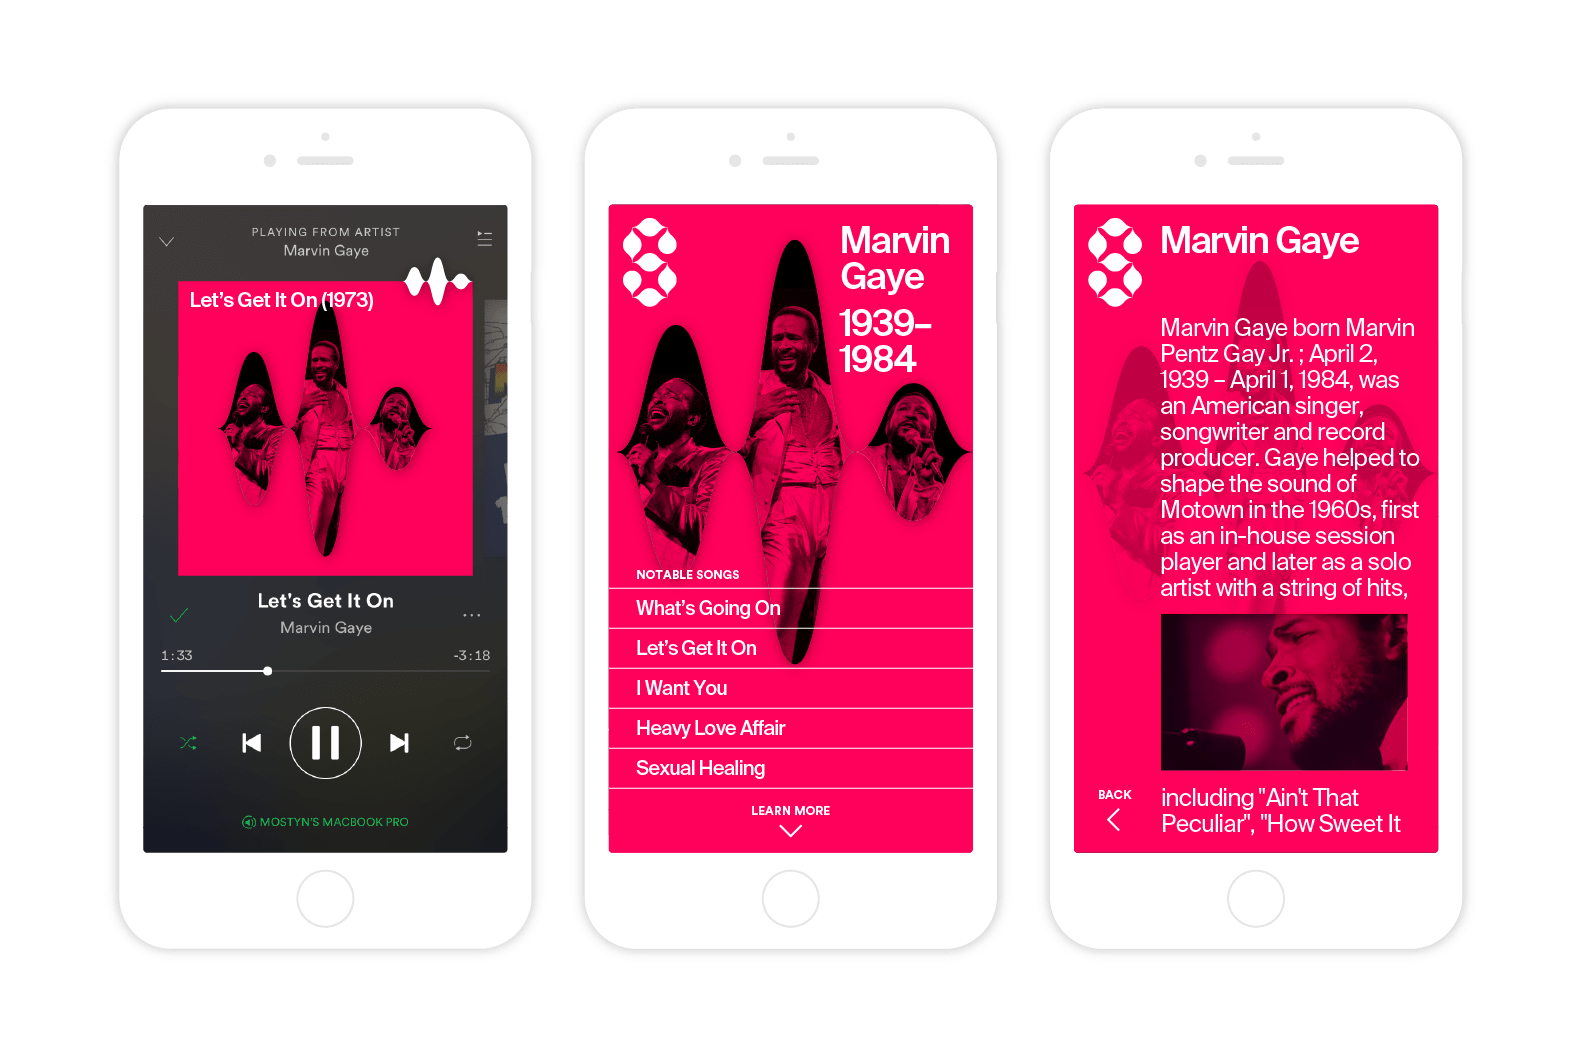 PLAYING FROM ARTIST
Marvin Gaye
Let's Get It On (1973)
Let's Get It On
Marvin Gaye
1:33
-3:18
MOSTYN'S MACBOOK PRO
Marvin
Gaye
1939–
1984
NOTABLE SONGS
What's Going On
Let's Get It On
I Want You
Heavy Love Affair
Sexual Healing
LEARN MORE
Marvin Gaye
Marvin Gaye born Marvin
Pentz Gay Jr. ; April 2,
1939 – April 1, 1984, was
an American singer,
songwriter and record
producer. Gaye helped to
shape the sound of
Motown in the 1960s, first
as an in-house session
player and later as a solo
artist with a string of hits,
including "Ain't That
Peculiar", "How Sweet It
BACK